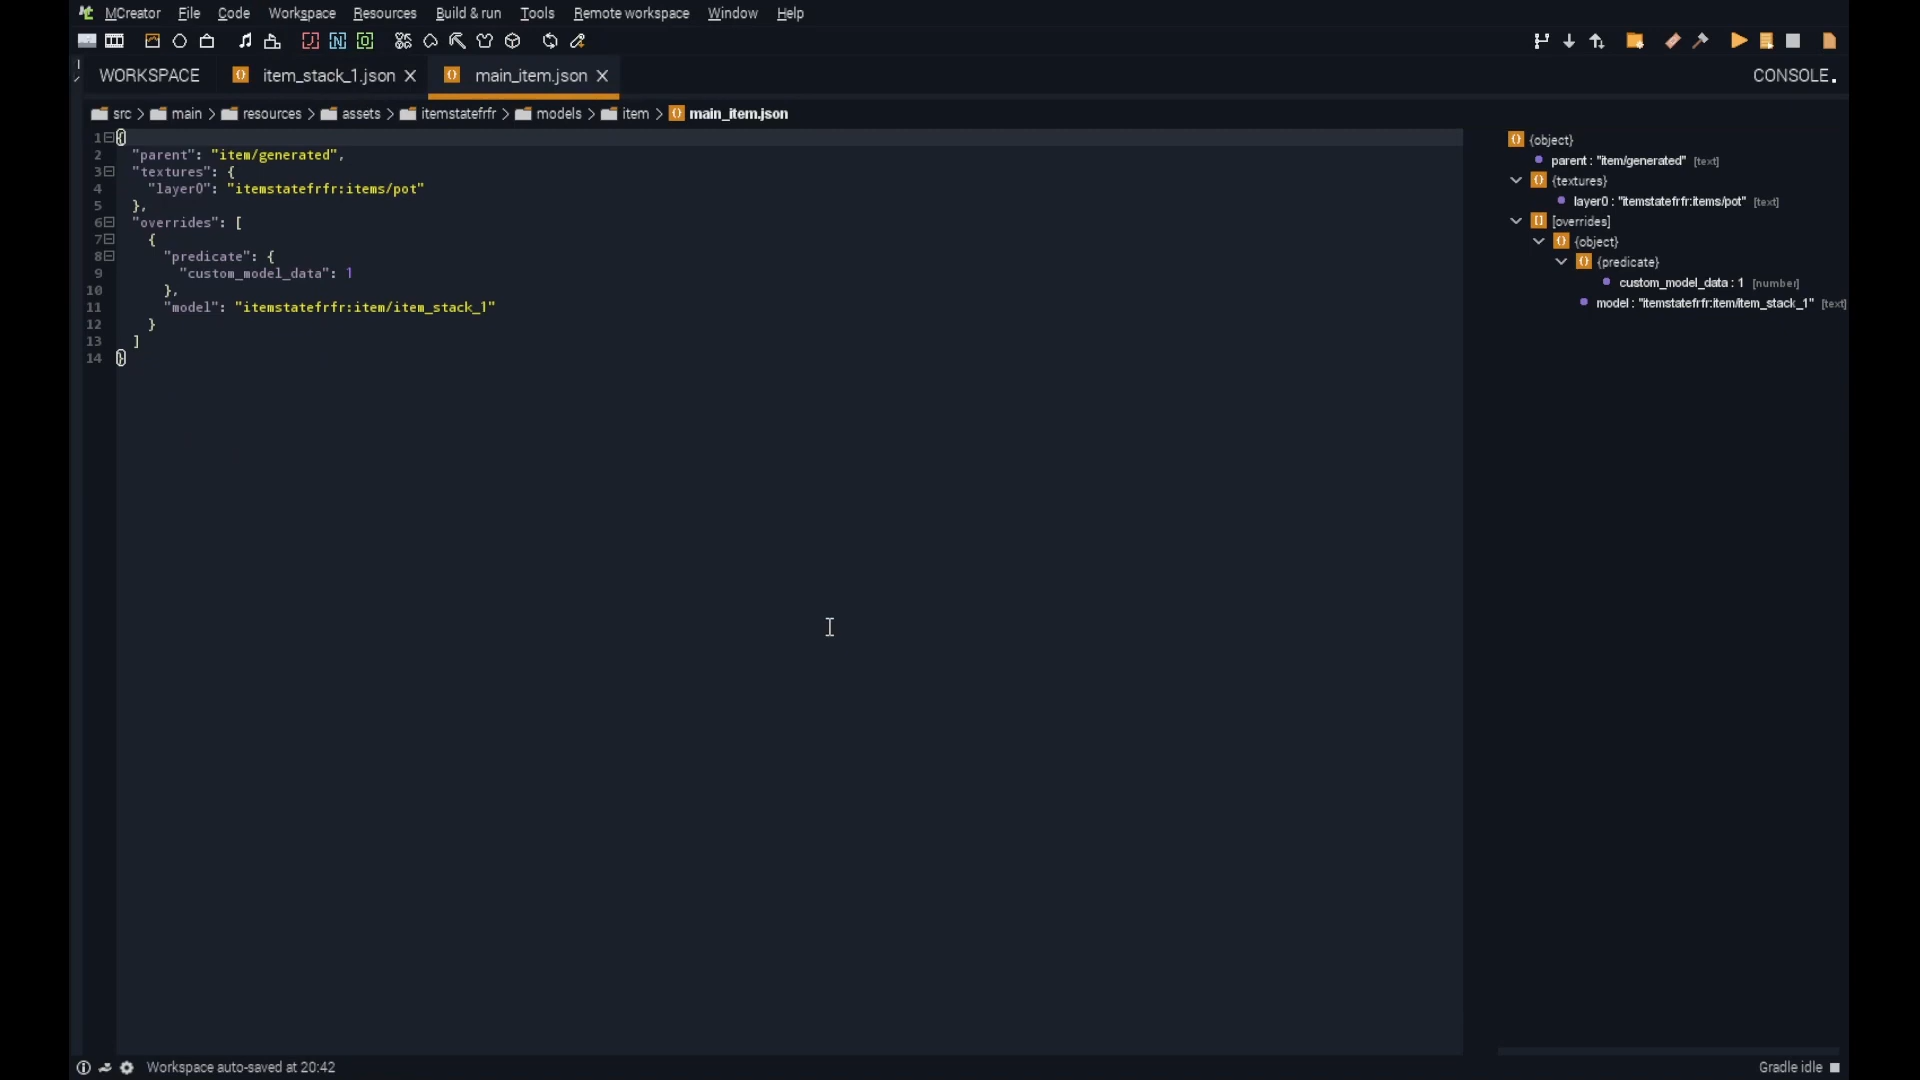 MCreator File Code Workspace Resources Build & run Tools Remote workspace Window Help
WORKSPACE item_stack_1.json main_item.json CONSOLE
src > main > resources > assets > itemstatefrfr > models > item > main_item.json
1 {
2 "parent": "item/generated",
3 "textures": {
4 "layer0": "itemstatefrfr:items/pot"
5 },
6 "overrides": [
7 {
8 "predicate": {
9 "custom_model_data": 1
10 },
11 "model": "itemstatefrfr:item/item_stack_1"
12 }
13 ]
14 }
{object}
parent : "item/generated" [text]
{textures}
layer0 : "itemstatefrfr:items/pot" [text]
[overrides]
{object}
{predicate}
custom_model_data : 1 [number]
model : "itemstatefrfr:item/item_stack_1" [text]
Workspace auto-saved at 20:42 Gradle idle